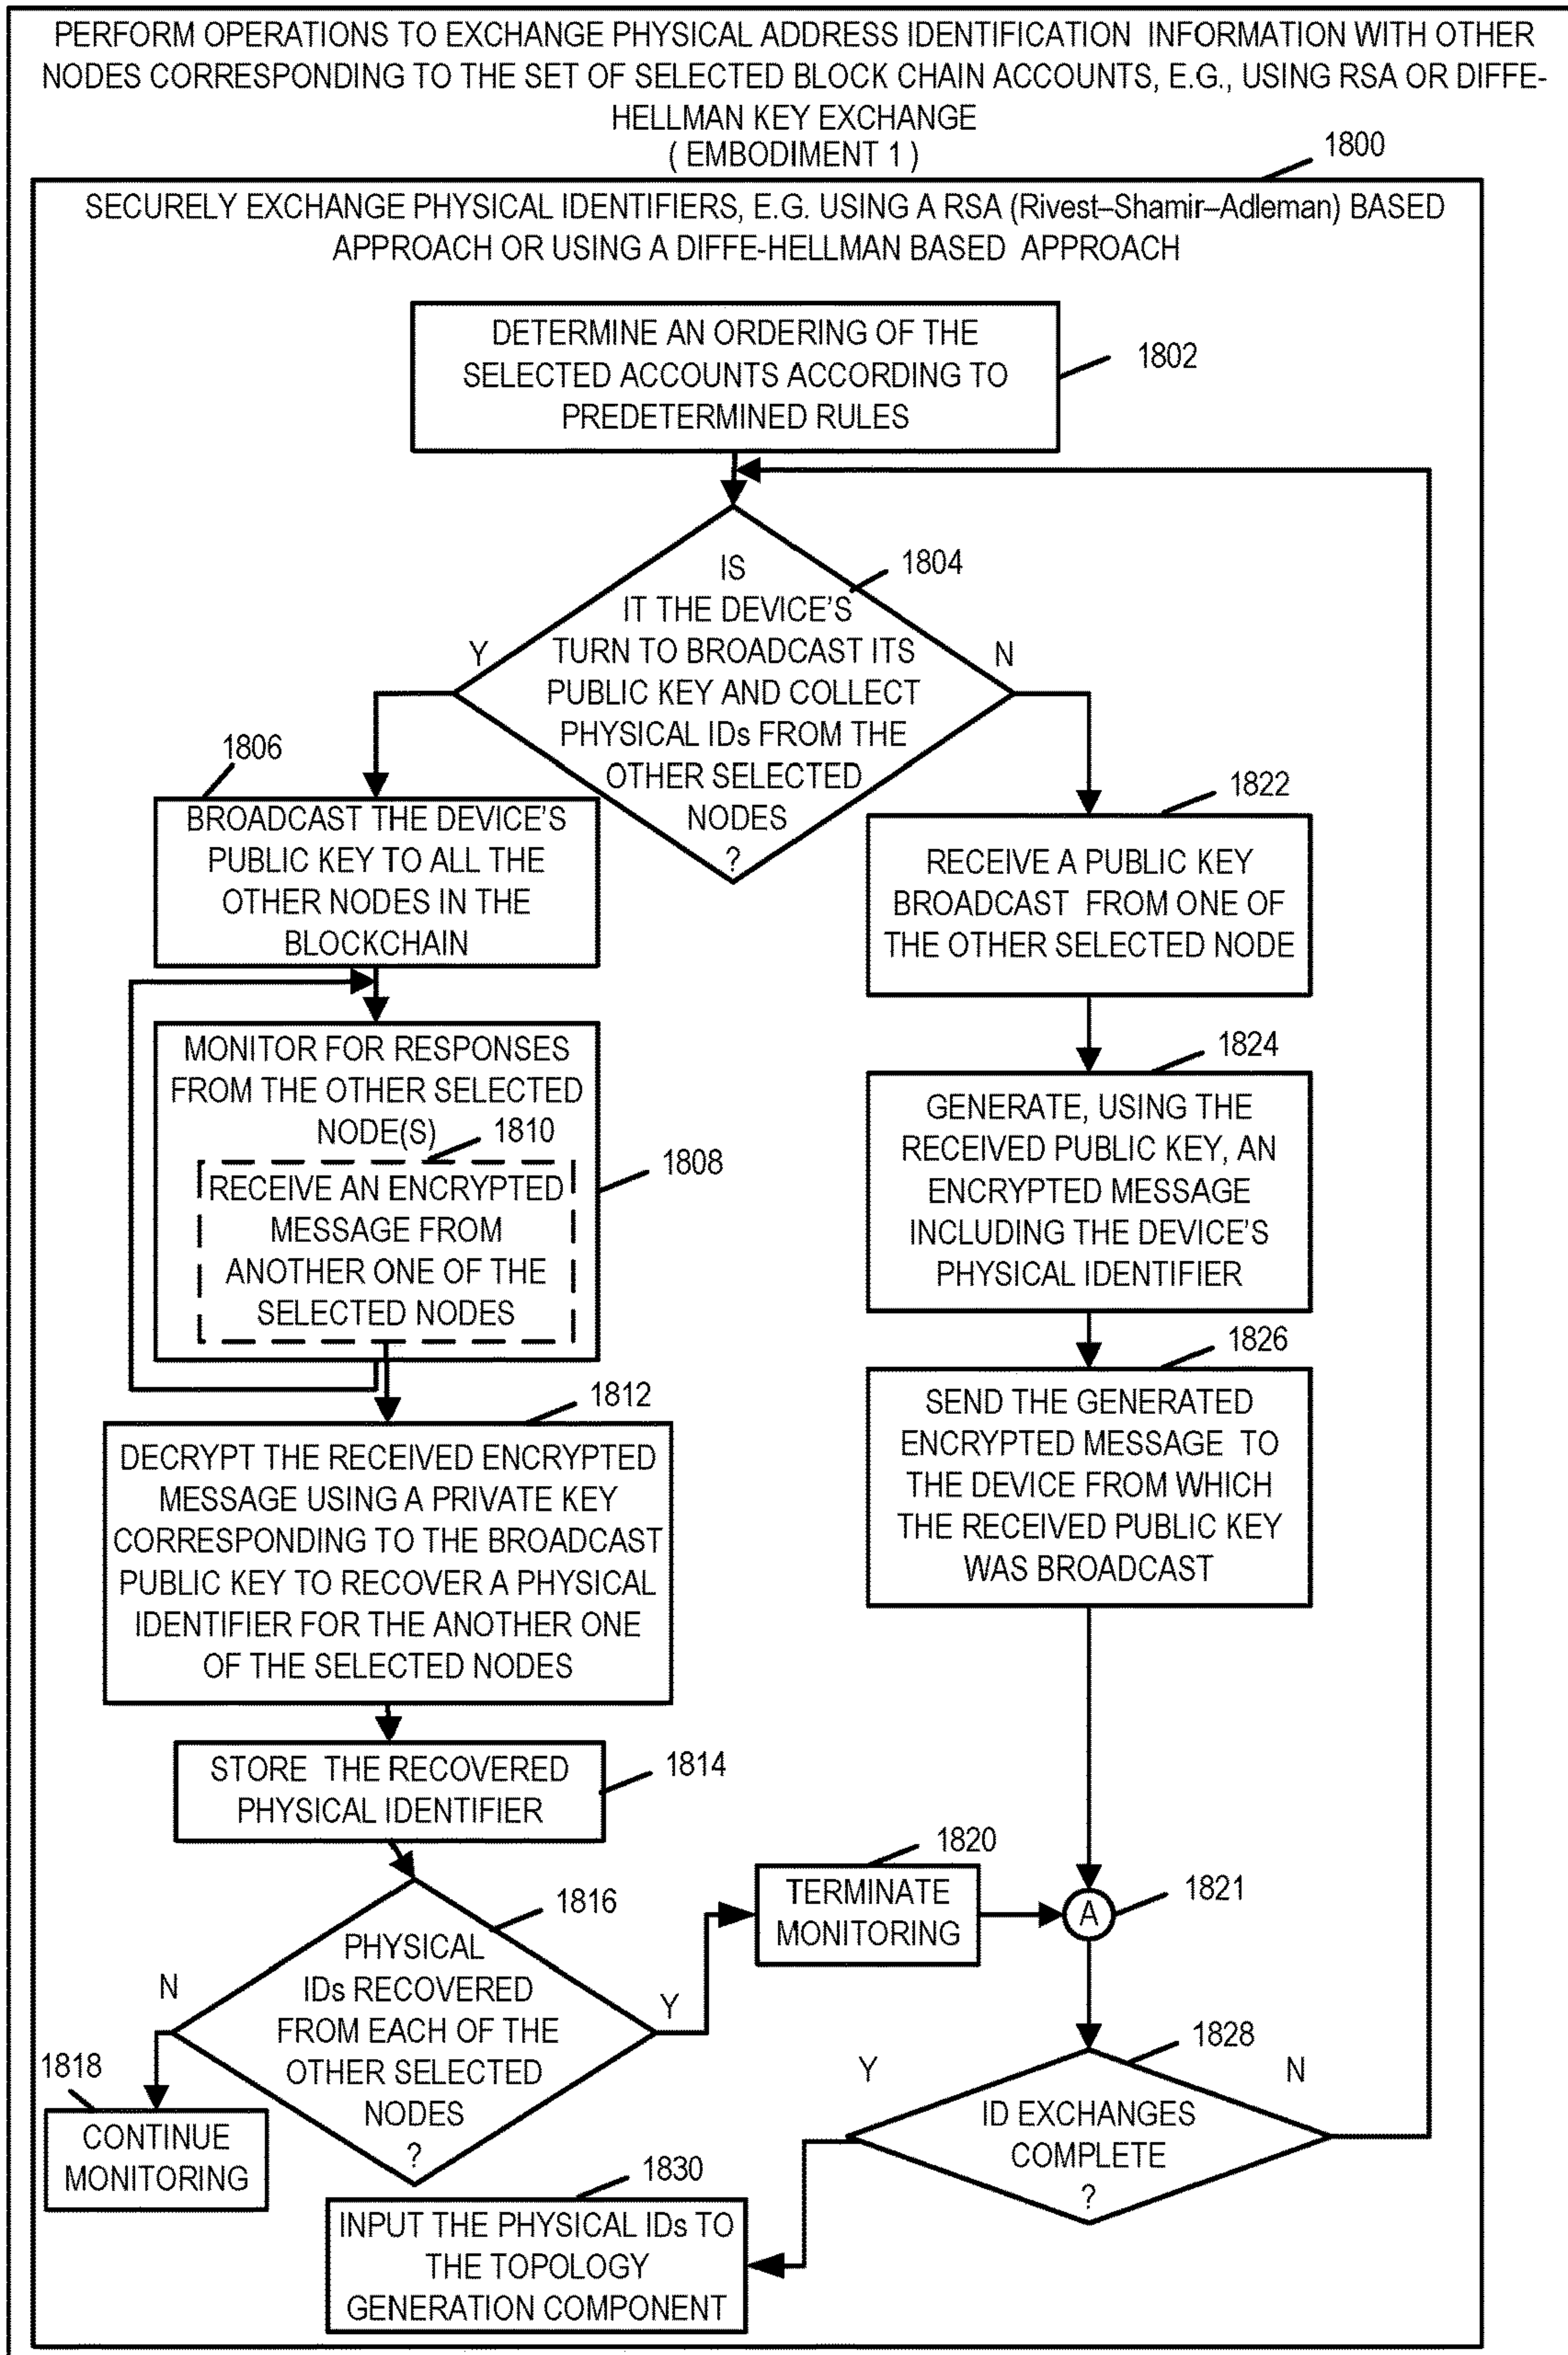 PERFORM OPERATIONS TO EXCHANGE PHYSICAL ADDRESS IDENTIFICATION INFORMATION WITH OTHER
NODES CORRESPONDING TO THE SET OF SELECTED BLOCK CHAIN ACCOUNTS, E.G., USING RSA OR DIFFE-
HELLMAN KEY EXCHANGE
( EMBODIMENT 1 )
1800
SECURELY EXCHANGE PHYSICAL IDENTIFIERS, E.G. USING A RSA (Rivest–Shamir–Adleman) BASED
APPROACH OR USING A DIFFE-HELLMAN BASED APPROACH
DETERMINE AN ORDERING OF THE
SELECTED ACCOUNTS ACCORDING TO
PREDETERMINED RULES
1802
IS
IT THE DEVICE'S
TURN TO BROADCAST ITS
PUBLIC KEY AND COLLECT
PHYSICAL IDs FROM THE
OTHER SELECTED
NODES
?
1804
Y
N
1806
BROADCAST THE DEVICE'S
PUBLIC KEY TO ALL THE
OTHER NODES IN THE
BLOCKCHAIN
MONITOR FOR RESPONSES
FROM THE OTHER SELECTED
NODE(S)
1810
1808
RECEIVE AN ENCRYPTED
MESSAGE FROM
ANOTHER ONE OF THE
SELECTED NODES
1812
DECRYPT THE RECEIVED ENCRYPTED
MESSAGE USING A PRIVATE KEY
CORRESPONDING TO THE BROADCAST
PUBLIC KEY TO RECOVER A PHYSICAL
IDENTIFIER FOR THE ANOTHER ONE
OF THE SELECTED NODES
STORE THE RECOVERED
PHYSICAL IDENTIFIER
1814
1816
PHYSICAL
IDs RECOVERED
FROM EACH OF THE
OTHER SELECTED
NODES
?
N
Y
1818
CONTINUE
MONITORING
1820
TERMINATE
MONITORING
1822
RECEIVE A PUBLIC KEY
BROADCAST FROM ONE OF
THE OTHER SELECTED NODE
1824
GENERATE, USING THE
RECEIVED PUBLIC KEY, AN
ENCRYPTED MESSAGE
INCLUDING THE DEVICE'S
PHYSICAL IDENTIFIER
1826
SEND THE GENERATED
ENCRYPTED MESSAGE TO
THE DEVICE FROM WHICH
THE RECEIVED PUBLIC KEY
WAS BROADCAST
A
1821
1828
Y
N
ID EXCHANGES
COMPLETE
?
1830
INPUT THE PHYSICAL IDs TO
THE TOPOLOGY
GENERATION COMPONENT